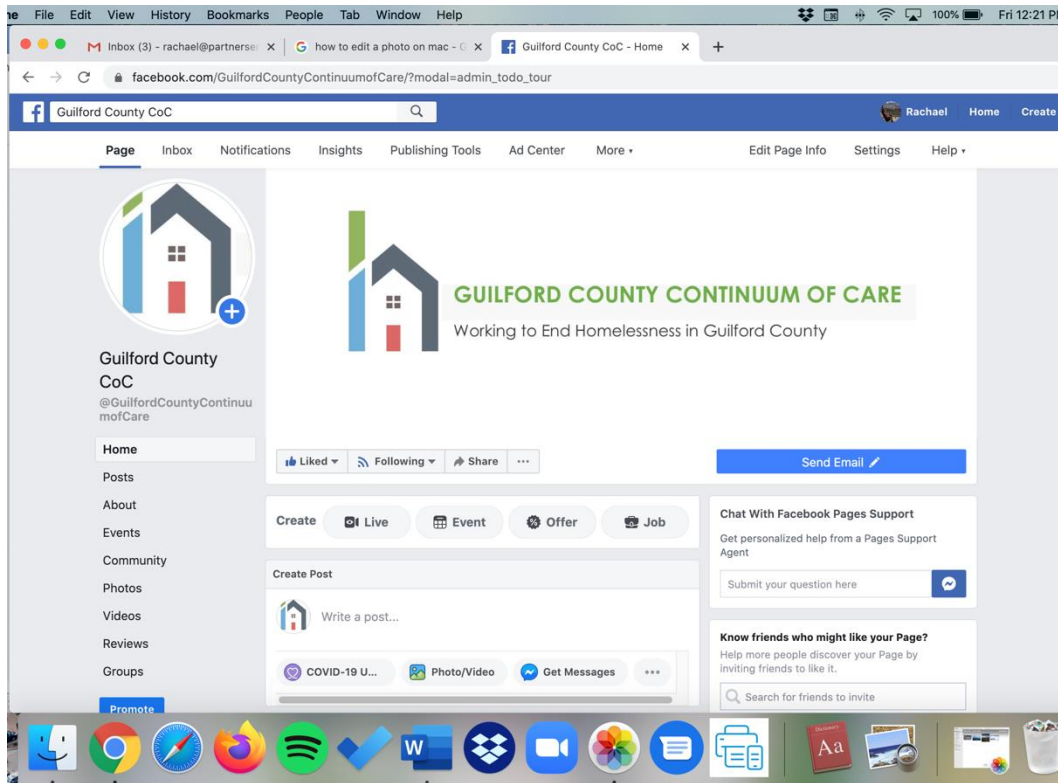 ne File Edit View History Bookmarks People Tab Window Help 100% Fri 12:21 P
Inbox (3) - rachael@partnerse
how to edit a photo on mac - G
Guilford County CoC - Home
facebook.com/GuilfordCountyContinuumofCare/?modal=admin_todo_tour
Guilford County CoC
Rachael Home Create
Page Inbox Notifications Insights Publishing Tools Ad Center More Edit Page Info Settings Help
GUILFORD COUNTY CONTINUUM OF CARE
Working to End Homelessness in Guilford County
Guilford County
CoC
@GuilfordCountyContinuu
mofCare
Home
Posts
About
Events
Community
Photos
Videos
Reviews
Groups
Promote
Liked Following Share ...
Send Email
Create Live Event Offer Job
Create Post
Write a post...
COVID-19 U... Photo/Video Get Messages ...
Chat With Facebook Pages Support
Get personalized help from a Pages Support
Agent
Submit your question here
Know friends who might like your Page?
Help more people discover your Page by
inviting friends to like it.
Search for friends to invite
W
Dictionary
Aa